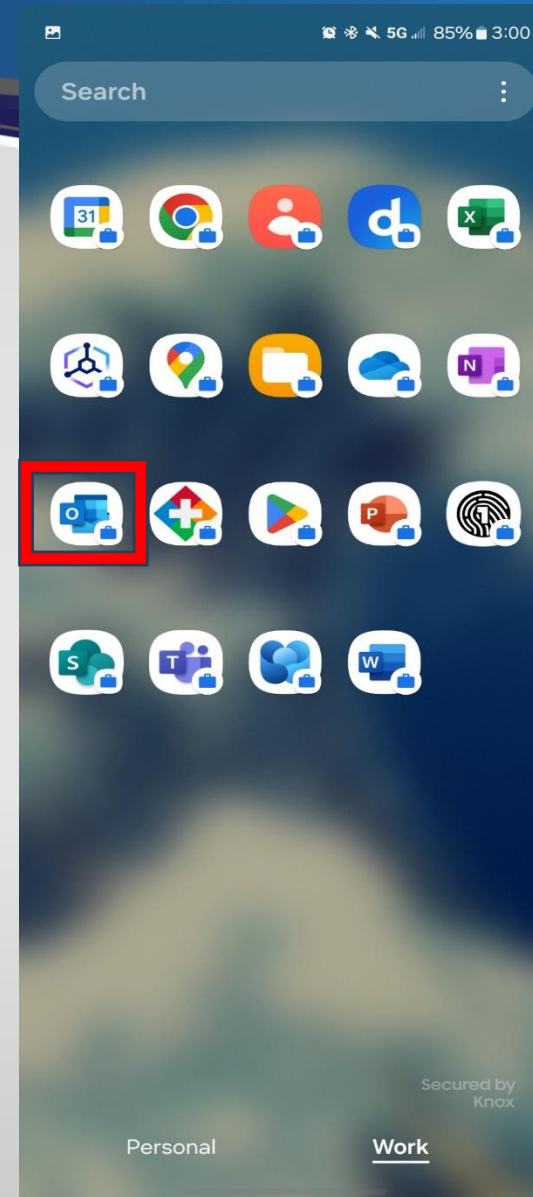 5G 85% 3:00
Search
31
d X
N
O P
S T W
Secured by
Knox
Personal Work